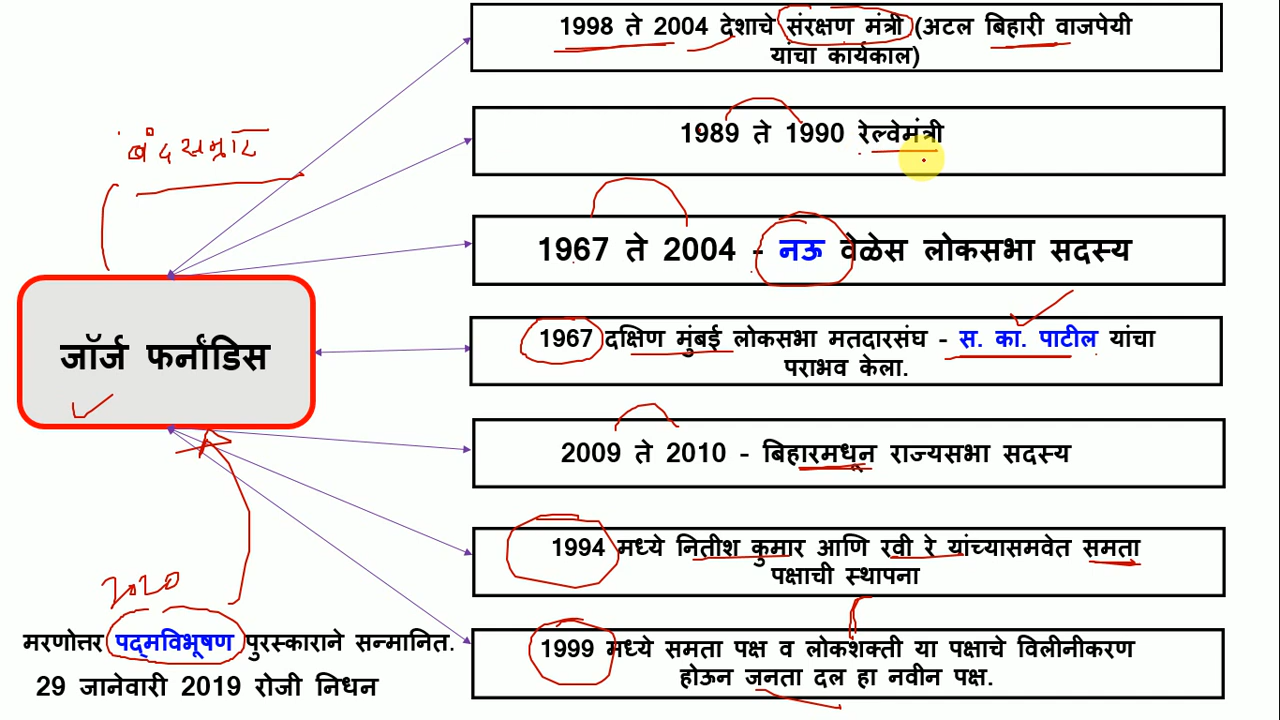 1998 ते 2004 देशाचे संरक्षण मंत्री (अटल बिहारी वाजपेयी
यांचा कार्यकाल)
1989 ते 1990 रेल्वेमंत्री
बंदसम्राट
1967 ते 2004 - नऊ वेळेस लोकसभा सदस्य
जॉर्ज फर्नांडिस
1967 दक्षिण मुंबई लोकसभा मतदारसंघ - स. का. पाटील यांचा
पराभव केला.
2009 ते 2010 - बिहारमधून राज्यसभा सदस्य
1994 मध्ये नितीश कुमार आणि रवी रे यांच्यासमवेत समता
पक्षाची स्थापना
2020
मरणोत्तर पद्मविभूषण पुरस्काराने सन्मानित.
29 जानेवारी 2019 रोजी निधन
1999 मध्ये समता पक्ष व लोकशक्ती या पक्षाचे विलीनीकरण
होऊन जनता दल हा नवीन पक्ष.